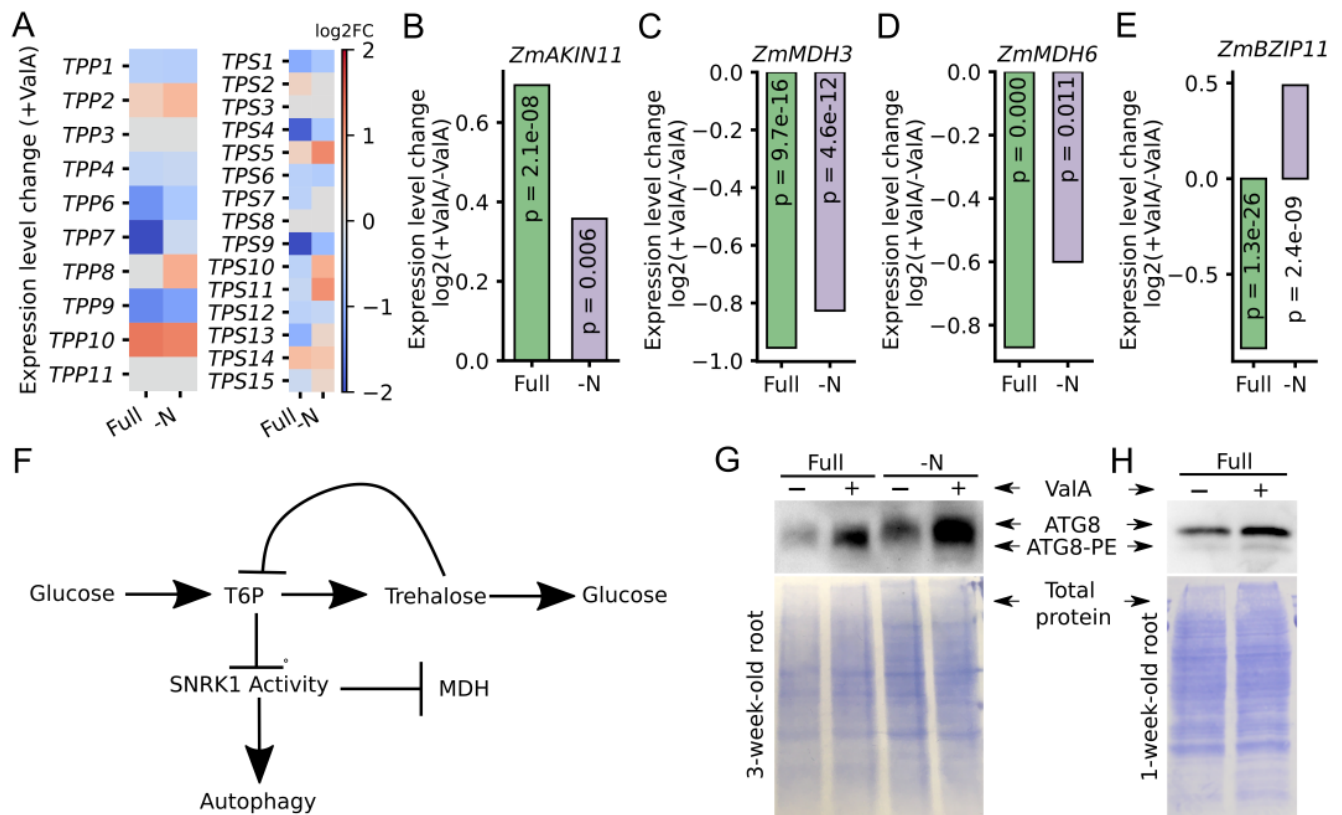 A
Expression level change (+ValA)
TPP1
TPP2
TPP3
TPP4
TPP6
TPP7
TPP8
TPP9
TPP10
TPP11
Full
-N
TPS1
TPS2
TPS3
TPS4
TPS5
TPS6
TPS7
TPS8
TPS9
TPS10
TPS11
TPS12
TPS13
TPS14
TPS15
Full
-N
log2FC
2
1
0
−1
−2
B
ZmAKIN11
Expression level change
log2(+ValA/-ValA)
0.6
0.4
0.2
0.0
p = 2.1e-08
p = 0.006
Full
-N
C
ZmMDH3
Expression level change
log2(+ValA/-ValA)
0.0
−0.2
−0.4
−0.6
−0.8
−1.0
p = 9.7e-16
p = 4.6e-12
Full
-N
D
ZmMDH6
Expression level change
log2(+ValA/-ValA)
0.0
−0.2
−0.4
−0.6
−0.8
p = 0.000
p = 0.011
Full
-N
E
ZmBZIP11
Expression level change
log2(+ValA/-ValA)
0.5
0.0
−0.5
p = 1.3e-26
p = 2.4e-09
Full
-N
F
Glucose
T6P
Trehalose
Glucose
SNRK1 Activity
MDH
Autophagy
G
Full
-N
− + − +
ValA
ATG8
ATG8-PE
Total
protein
3-week-old root
H
Full
− +
1-week-old root